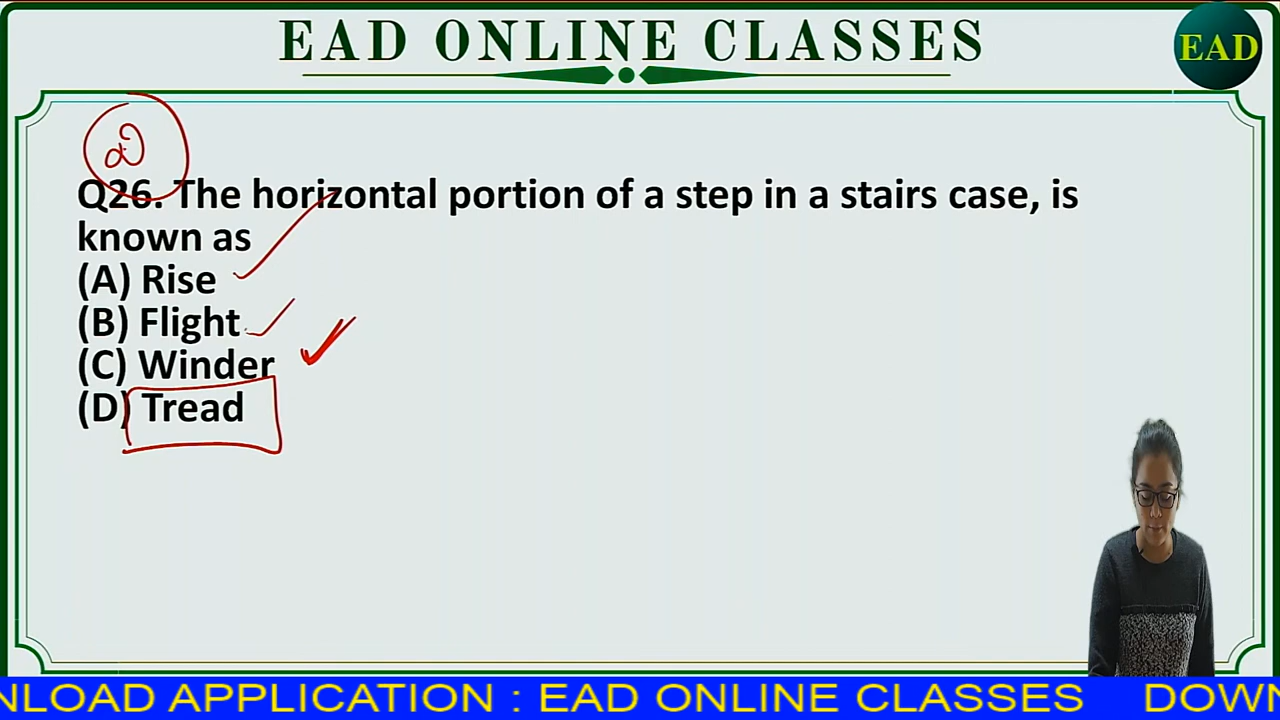 EAD ONLINE CLASSES
EAD
Q26. The horizontal portion of a step in a stairs case, is
known as
(A) Rise
(B) Flight
(C) Winder
(D) Tread
NLOAD APPLICATION : EAD ONLINE CLASSES DOWN